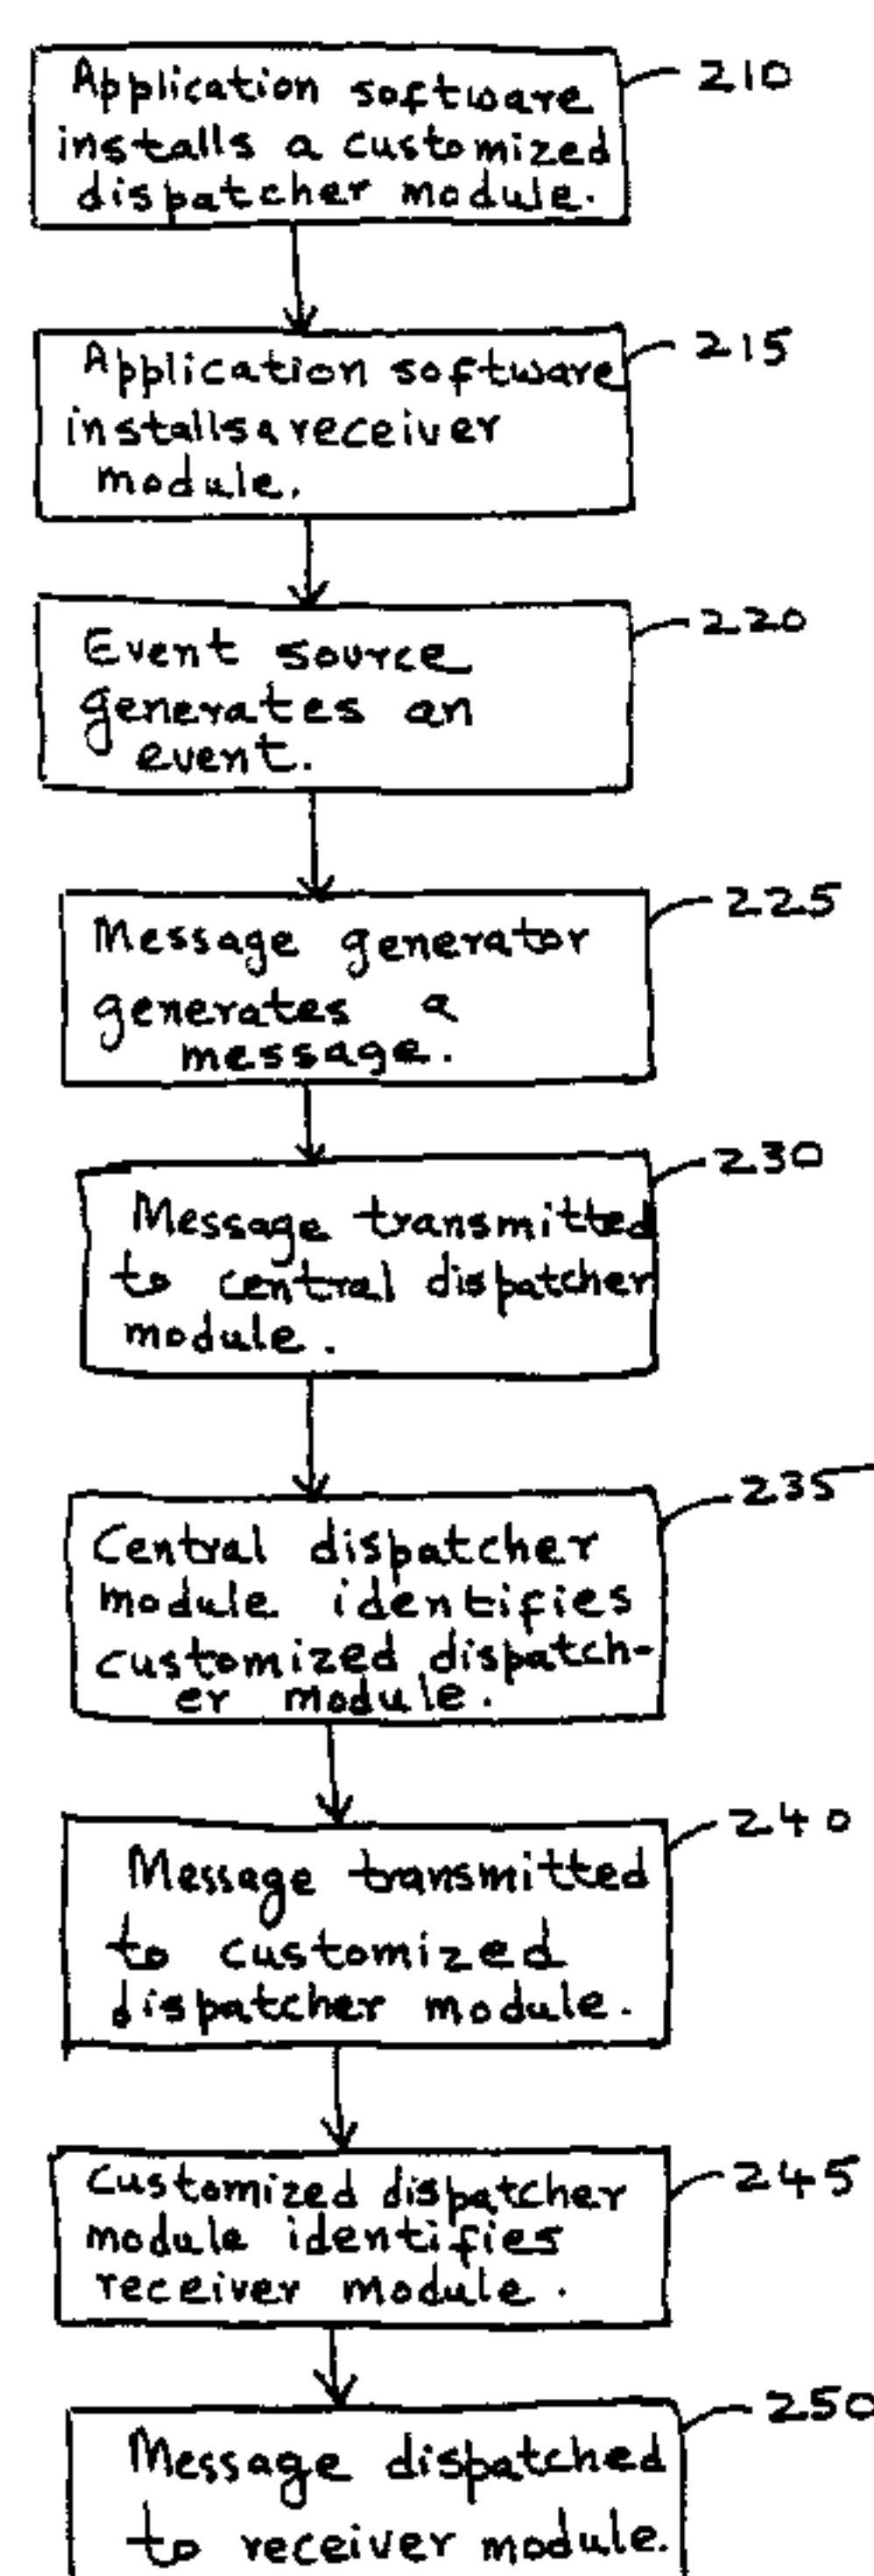 Application software
210
installs a customized
dispatcher module.
Application software
215
installs a receiver
module.
Event source
220
generates an
event.
Message generator
225
generates a
message.
Message transmitted
230
to central dispatcher
module.
Central dispatcher
235
module identifies
customized dispatch-
er module.
Message transmitted
240
to customized
dispatcher module.
Customized dispatcher
245
module identifies
receiver module.
Message dispatched
250
to receiver module.